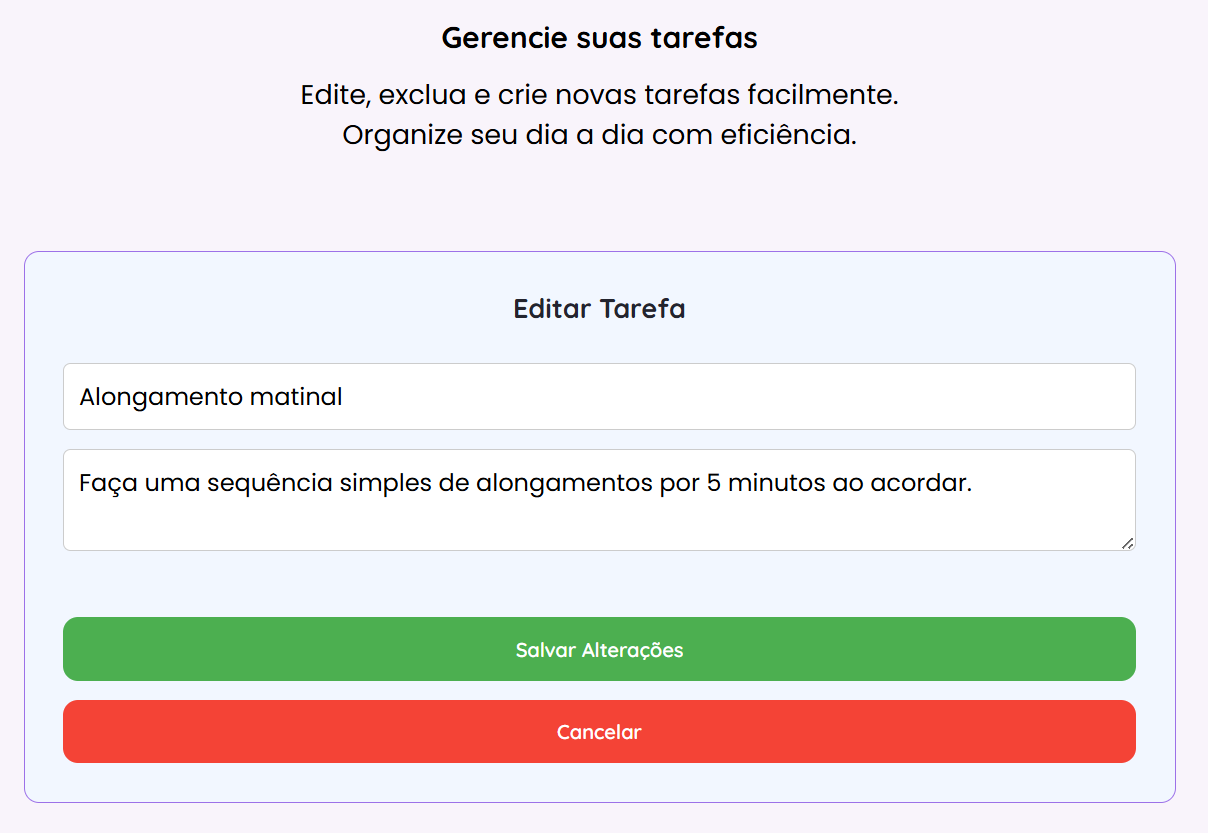 Gerencie suas tarefas
Edite, exclua e crie novas tarefas facilmente.
Organize seu dia a dia com eficiência.
Editar Tarefa
Alongamento matinal
Faça uma sequência simples de alongamentos por 5 minutos ao acordar.
Salvar Alterações
Cancelar